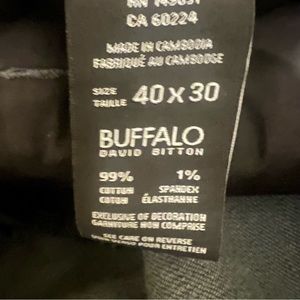 CA 60224
MADE IN CAMBODIA
FABRIQUÉ AU CAMBODGE
SIZE
TAILLE 40 X 30
BUFFALO
DAVID BITTON
99% 1%
COTTON SPANDEX
COTON ÉLASTHANNE
EXCLUSIVE OF DECORATION
GARNITURE NON COMPRISE
SEE CARE ON REVERSE